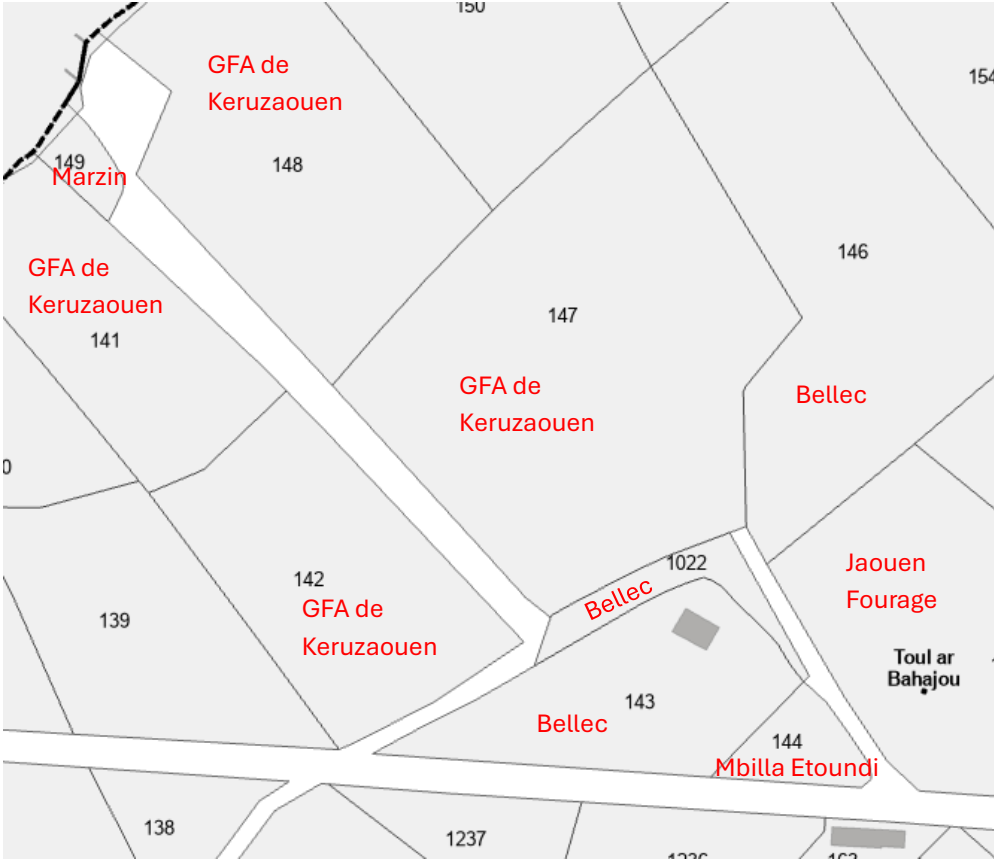 150
GFA de
Keruzaouen
154
148
149
Marzin
146
GFA de
Keruzaouen
147
141
GFA de
Keruzaouen
Bellec
0
1022
Jaouen
Fourage
142
Bellec
GFA de
Keruzaouen
139
Toul ar
Bahajou
143
Bellec
144
Mbilla Etoundi
138
1237
1236
163